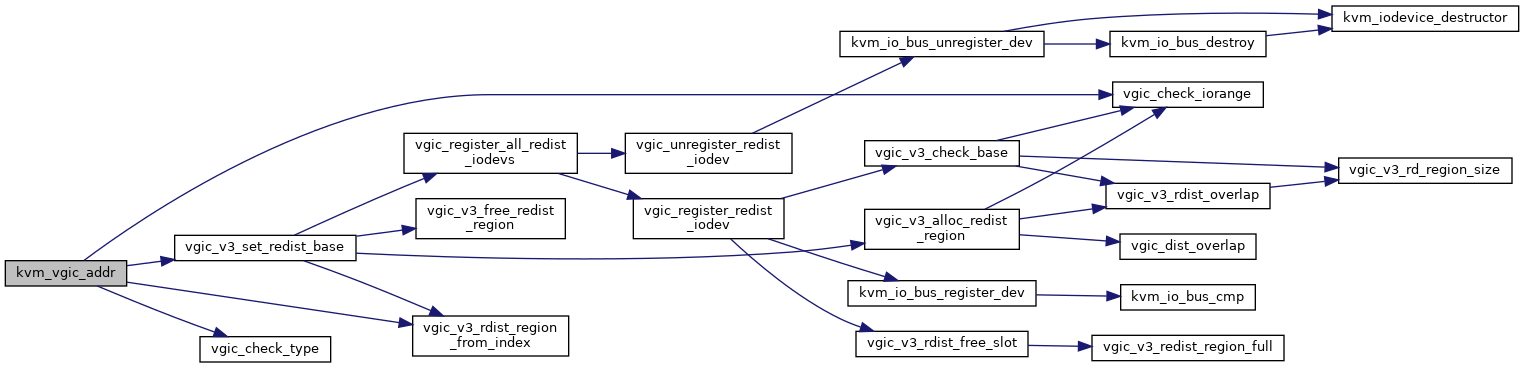 kvm_vgic_addr
vgic_v3_set_redist_base
vgic_check_type
vgic_register_all_redist
_iodevs
vgic_v3_free_redist
_region
vgic_v3_rdist_region
_from_index
vgic_unregister_redist
_iodev
vgic_register_redist
_iodev
kvm_io_bus_unregister_dev
vgic_v3_check_base
vgic_v3_alloc_redist
_region
kvm_io_bus_register_dev
vgic_v3_rdist_free_slot
kvm_io_bus_destroy
vgic_check_iorange
vgic_v3_rdist_overlap
vgic_dist_overlap
kvm_io_bus_cmp
vgic_v3_redist_region_full
kvm_iodevice_destructor
vgic_v3_rd_region_size